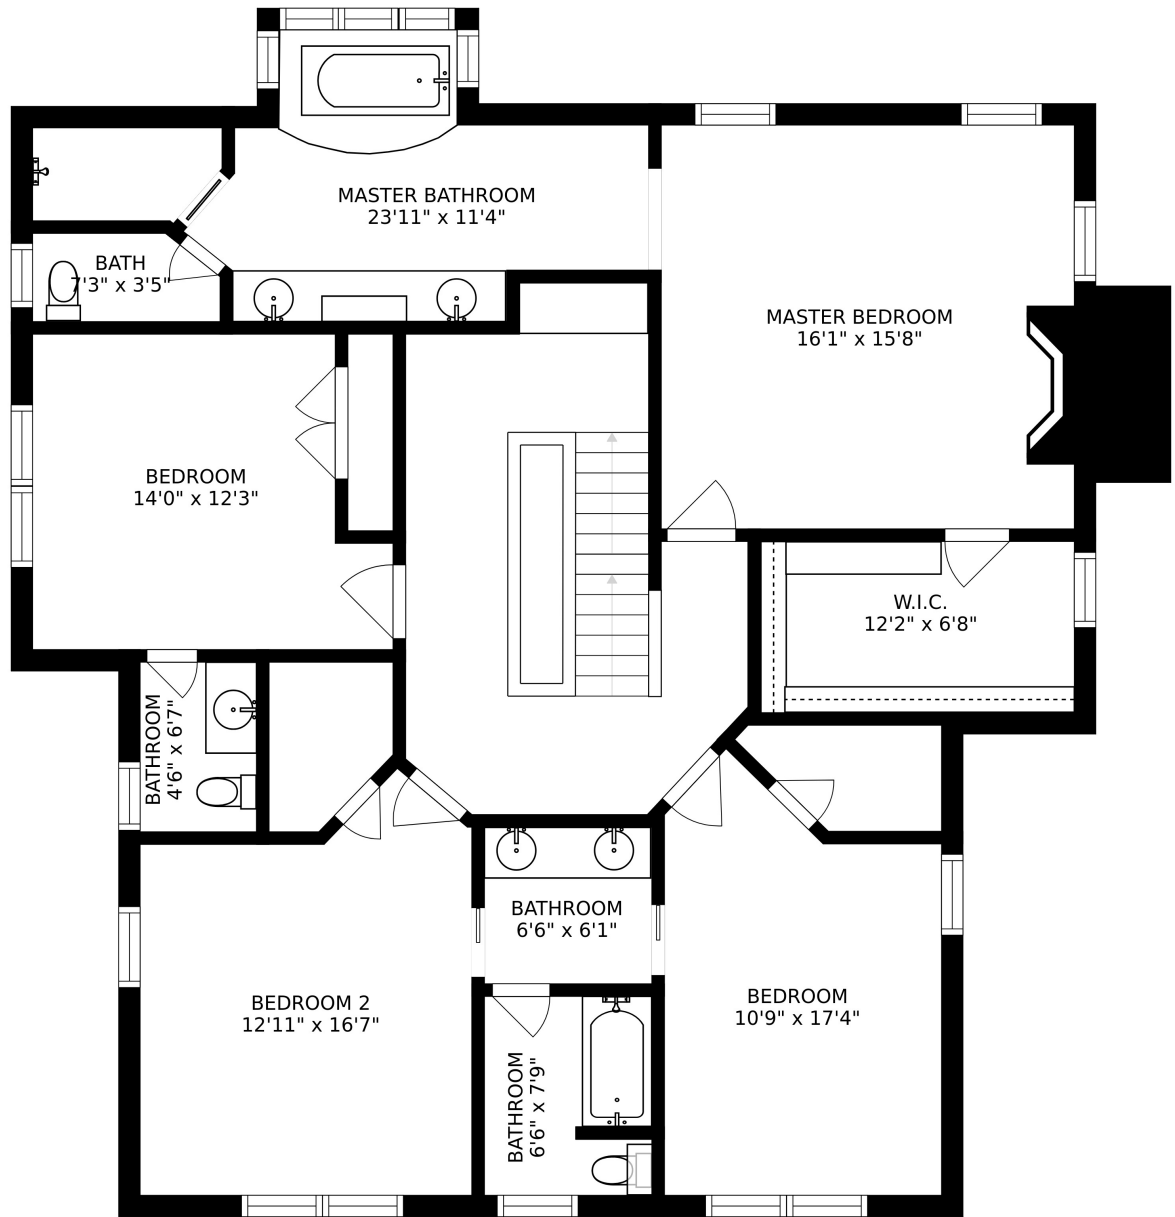 MASTER BATHROOM
23'11" x 11'4"
BATH
7'3" x 3'5"
MASTER BEDROOM
16'1" x 15'8"
BEDROOM
14'0" x 12'3"
W.I.C.
12'2" x 6'8"
BATHROOM
4'6" x 6'7"
BATHROOM
6'6" x 6'1"
BEDROOM 2
12'11" x 16'7"
BEDROOM
10'9" x 17'4"
BATHROOM
6'6" x 7'9"